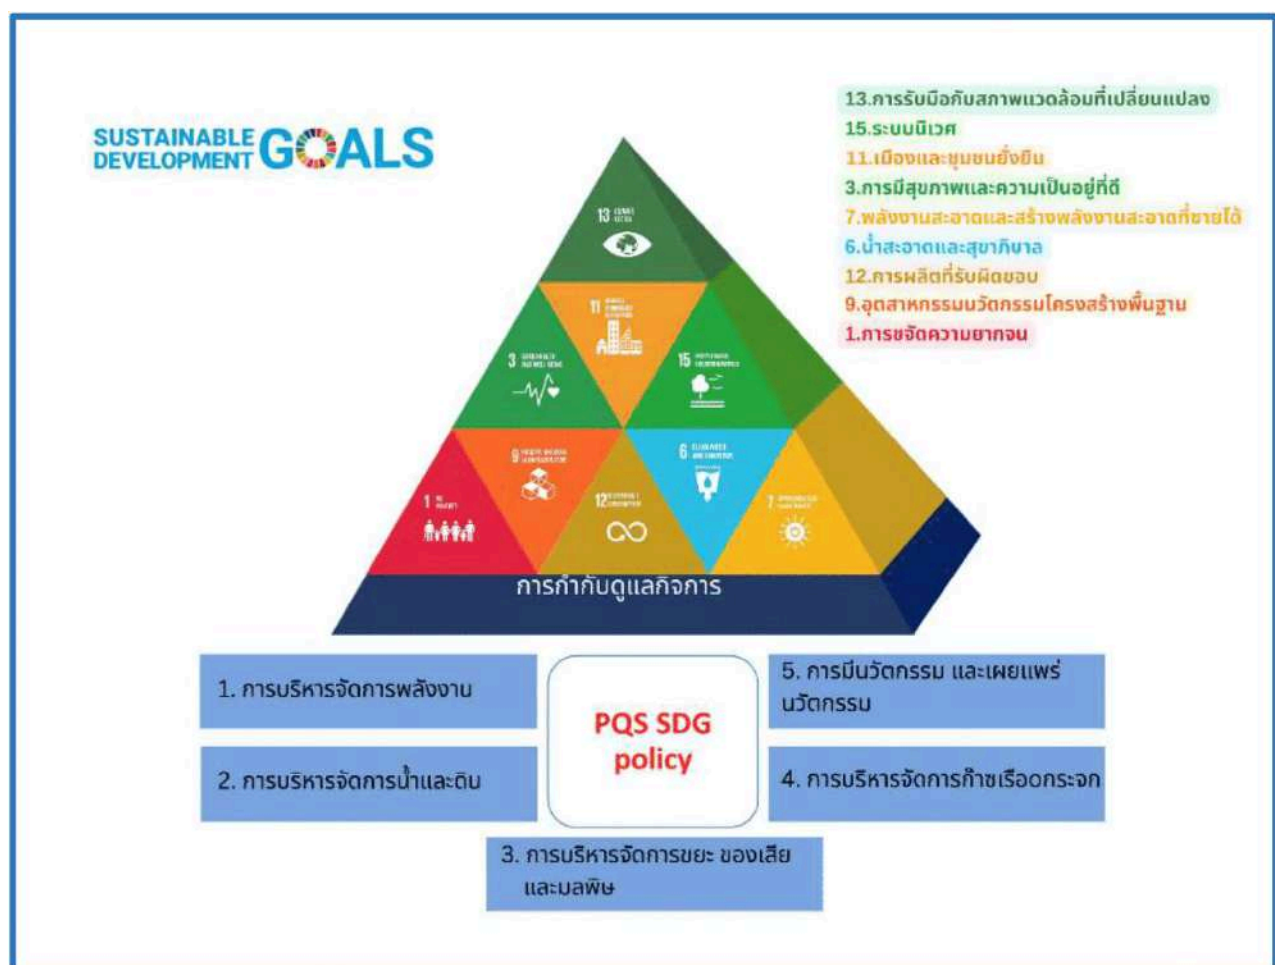 SUSTAINABLE
DEVELOPMENT
GOALS
13.การรับมือกับสภาพแวดล้อมที่เปลี่ยนแปลง
15.ระบบนิเวศ
11.เมืองและชุมชนยั่งยืน
3.การมีสุขภาพและความเป็นอยู่ที่ดี
7.พลังงานสะอาดและสร้างพลังงานสะอาดที่ขายได้
6.น้ำสะอาดและสุขาภิบาล
12.การผลิตที่รับผิดชอบ
9.อุตสาหกรรมนวัตกรรมโครงสร้างพื้นฐาน
1.การขจัดความยากจน
13
11
3
15
9
6
1
12
7
การกำกับดูแลกิจการ
1. การบริหารจัดการพลังงาน
2. การบริหารจัดการน้ำและดิน
PQS SDG
policy
5. การมีนวัตกรรม และเผยแพร่
นวัตกรรม
4. การบริหารจัดการก๊าซเรือดกระจก
3. การบริหารจัดการขยะ ของเสีย
และมลพิษ